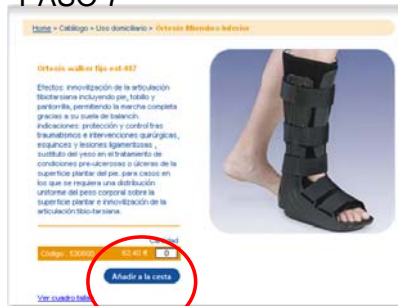 PASO 7
Home > Catálogo > Uso domiciliario > Ortesis Miembro Inferior
Ortesis walker fija est-087
Efectos: inmovilización de la articulación
tibiotarsiana incluyendo pie, tobillo y
pantorrilla, permitiendo la marcha completa
gracias a su suela de balancín.
Indicaciones: protección y control tras
traumatismos e intervenciones quirúrgicas,
esguinces y lesiones ligamentosas ,
sustituto del yeso en el tratamiento de
condiciones pre-ulcerosas o úlceras de la
superficie plantar del pie. para casos en
los que se requiera una distribución
uniforme del peso corporal sobre la
superficie plantar e inmovilización de la
articulación tibio-tarsiana.
Cantidad
Código : 530600 62.40 € 0
Añadir a la cesta
Ver cuadro tallas